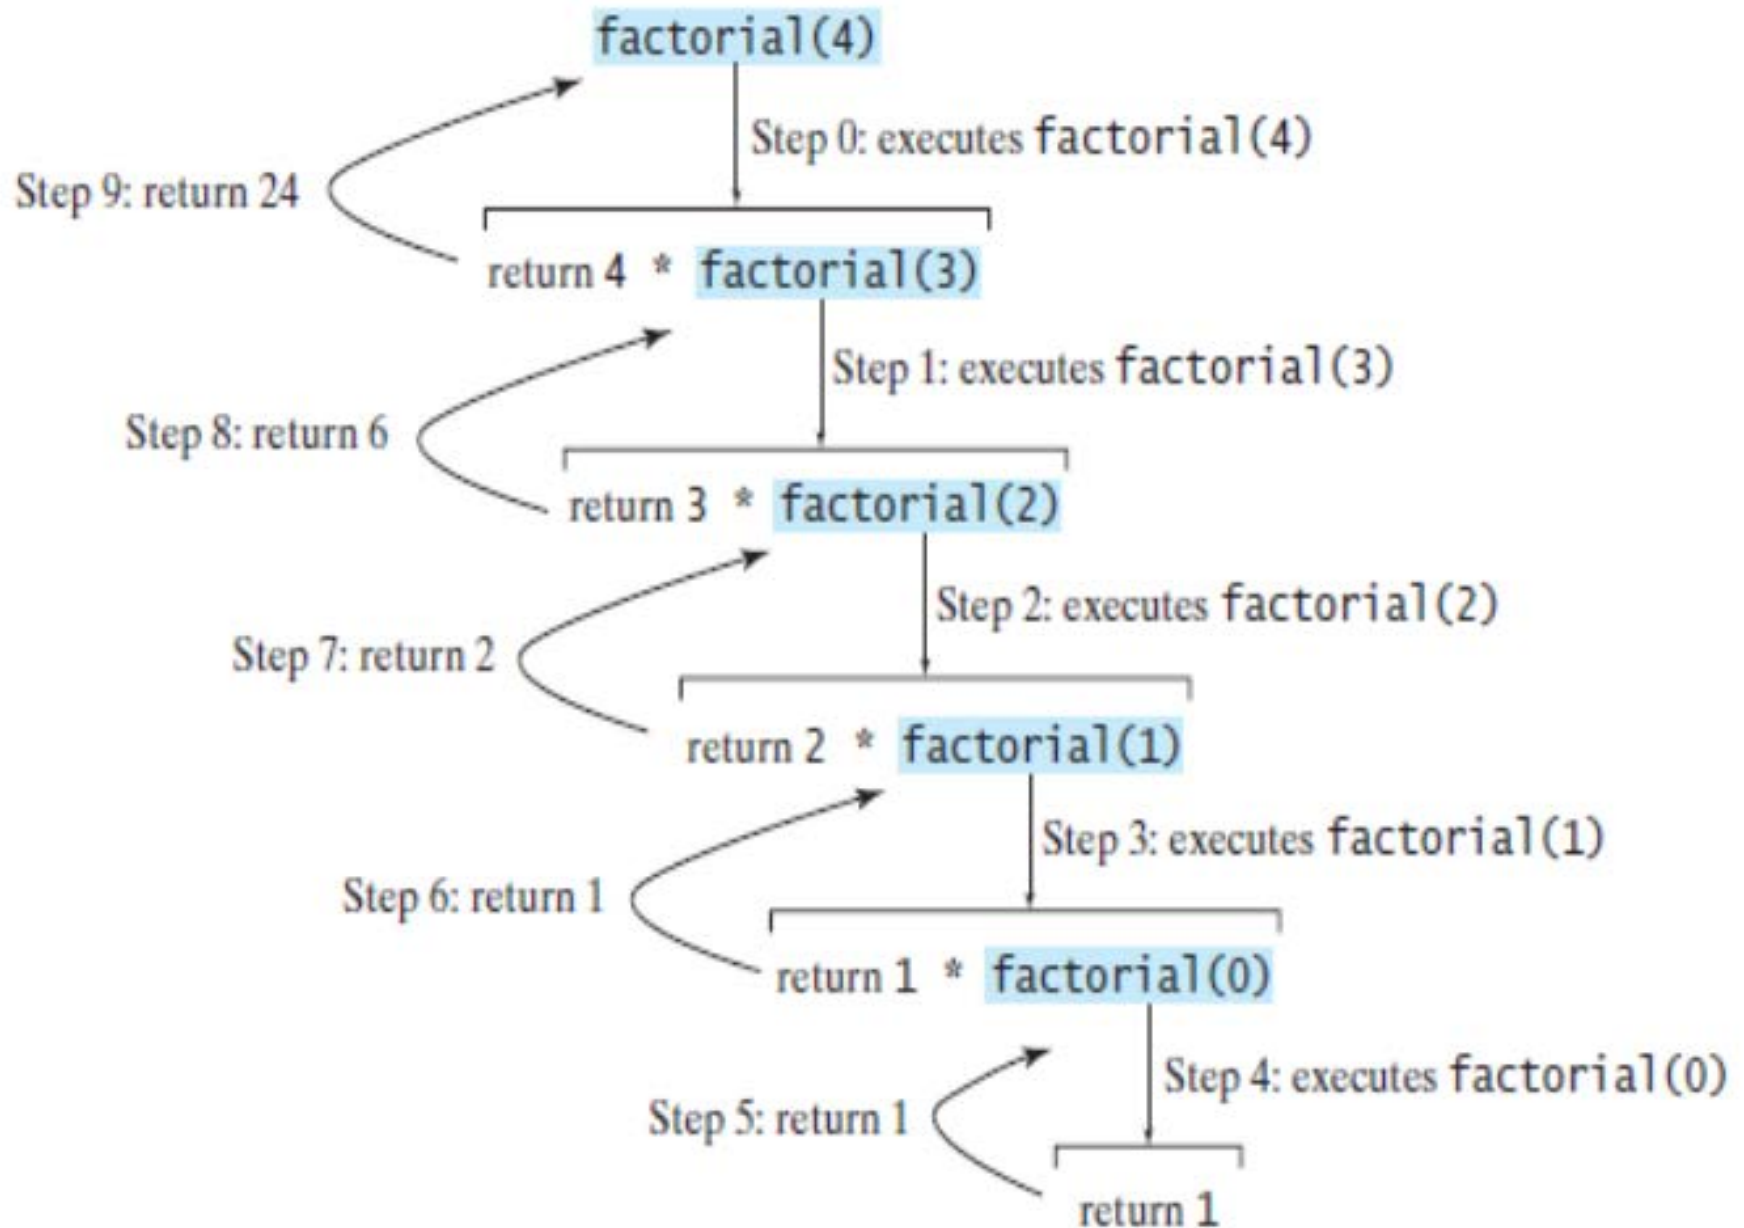 factorial(4)
Step 0: executes factorial(4)
Step 9: return 24
return 4 * factorial(3)
Step 1: executes factorial(3)
Step 8: return 6
return 3 * factorial(2)
Step 2: executes factorial(2)
Step 7: return 2
return 2 * factorial(1)
Step 3: executes factorial(1)
Step 6: return 1
return 1 * factorial(0)
Step 4: executes factorial(0)
Step 5: return 1
return 1